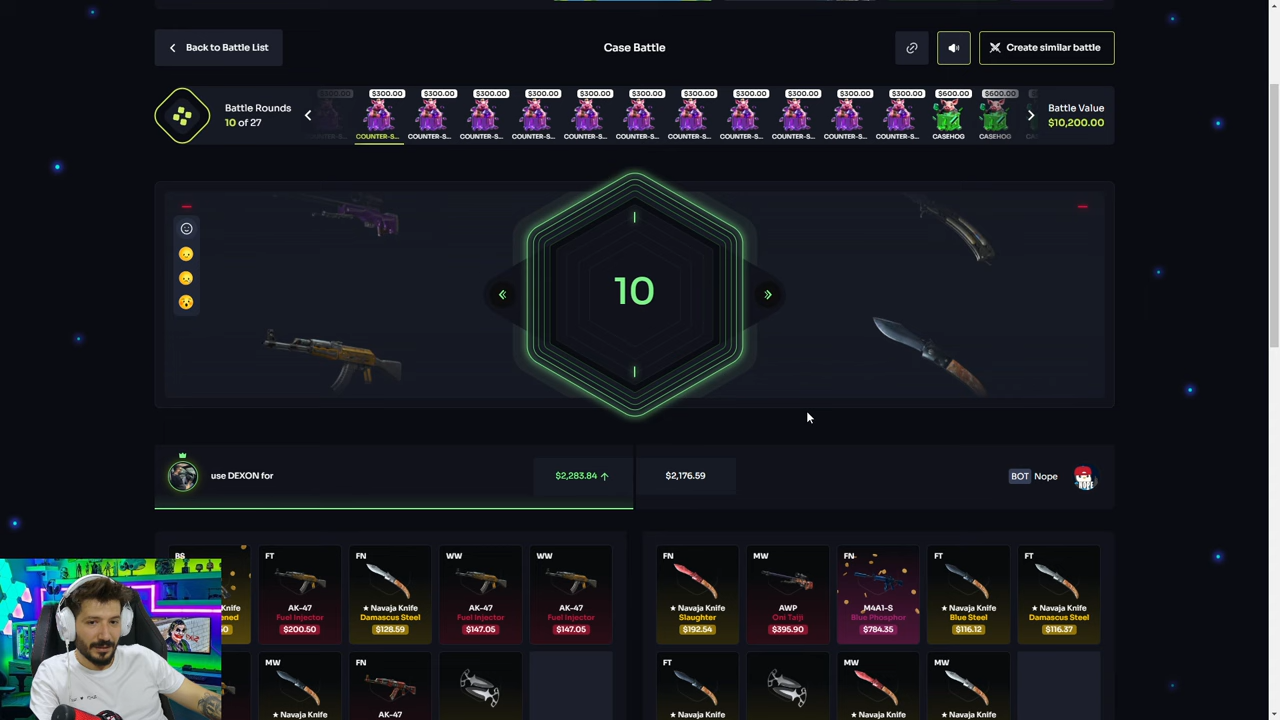 Back to Battle List
Case Battle
Create similar battle
Battle Rounds
10 of 27
$300.00 $300.00 $300.00 $300.00 $300.00 $300.00 $300.00 $300.00 $300.00 $300.00 $300.00 $600.00 $600.00
COUNTER-S... COUNTER-S... COUNTER-S... COUNTER-S... COUNTER-S... COUNTER-S... COUNTER-S... COUNTER-S... COUNTER-S... COUNTER-S... COUNTER-S... CASEHOG CASEHOG
Battle Value
$10,200.00
10
use DEXON for
$2,283.84
$2,176.59
BOT Nope
BS
FT
AK-47
Fuel Injector
$200.50
FN
★ Navaja Knife
Damascus Steel
$128.59
WW
AK-47
Fuel Injector
$147.05
WW
AK-47
Fuel Injector
$147.05
FN
★ Navaja Knife
Slaughter
$192.54
MW
AWP
Oni Taiji
$395.90
FN
M4A1-S
Blue Phosphor
$784.35
FT
★ Navaja Knife
Blue Steel
$116.12
FT
★ Navaja Knife
Damascus Steel
$116.37
MW
★ Navaja Knife
FN
AK-47
FT
★ Navaja Knife
MW
★ Navaja Knife
MW
★ Navaja Knife